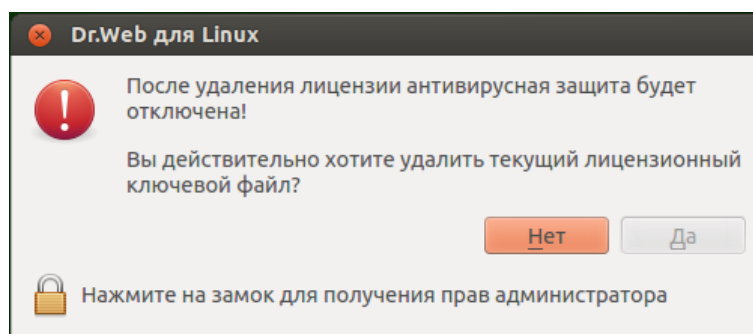 Dr.Web для Linux
После удаления лицензии антивирусная защита будет
отключена!
Вы действительно хотите удалить текущий лицензионный
ключевой файл?
Нет
Да
Нажмите на замок для получения прав администратора